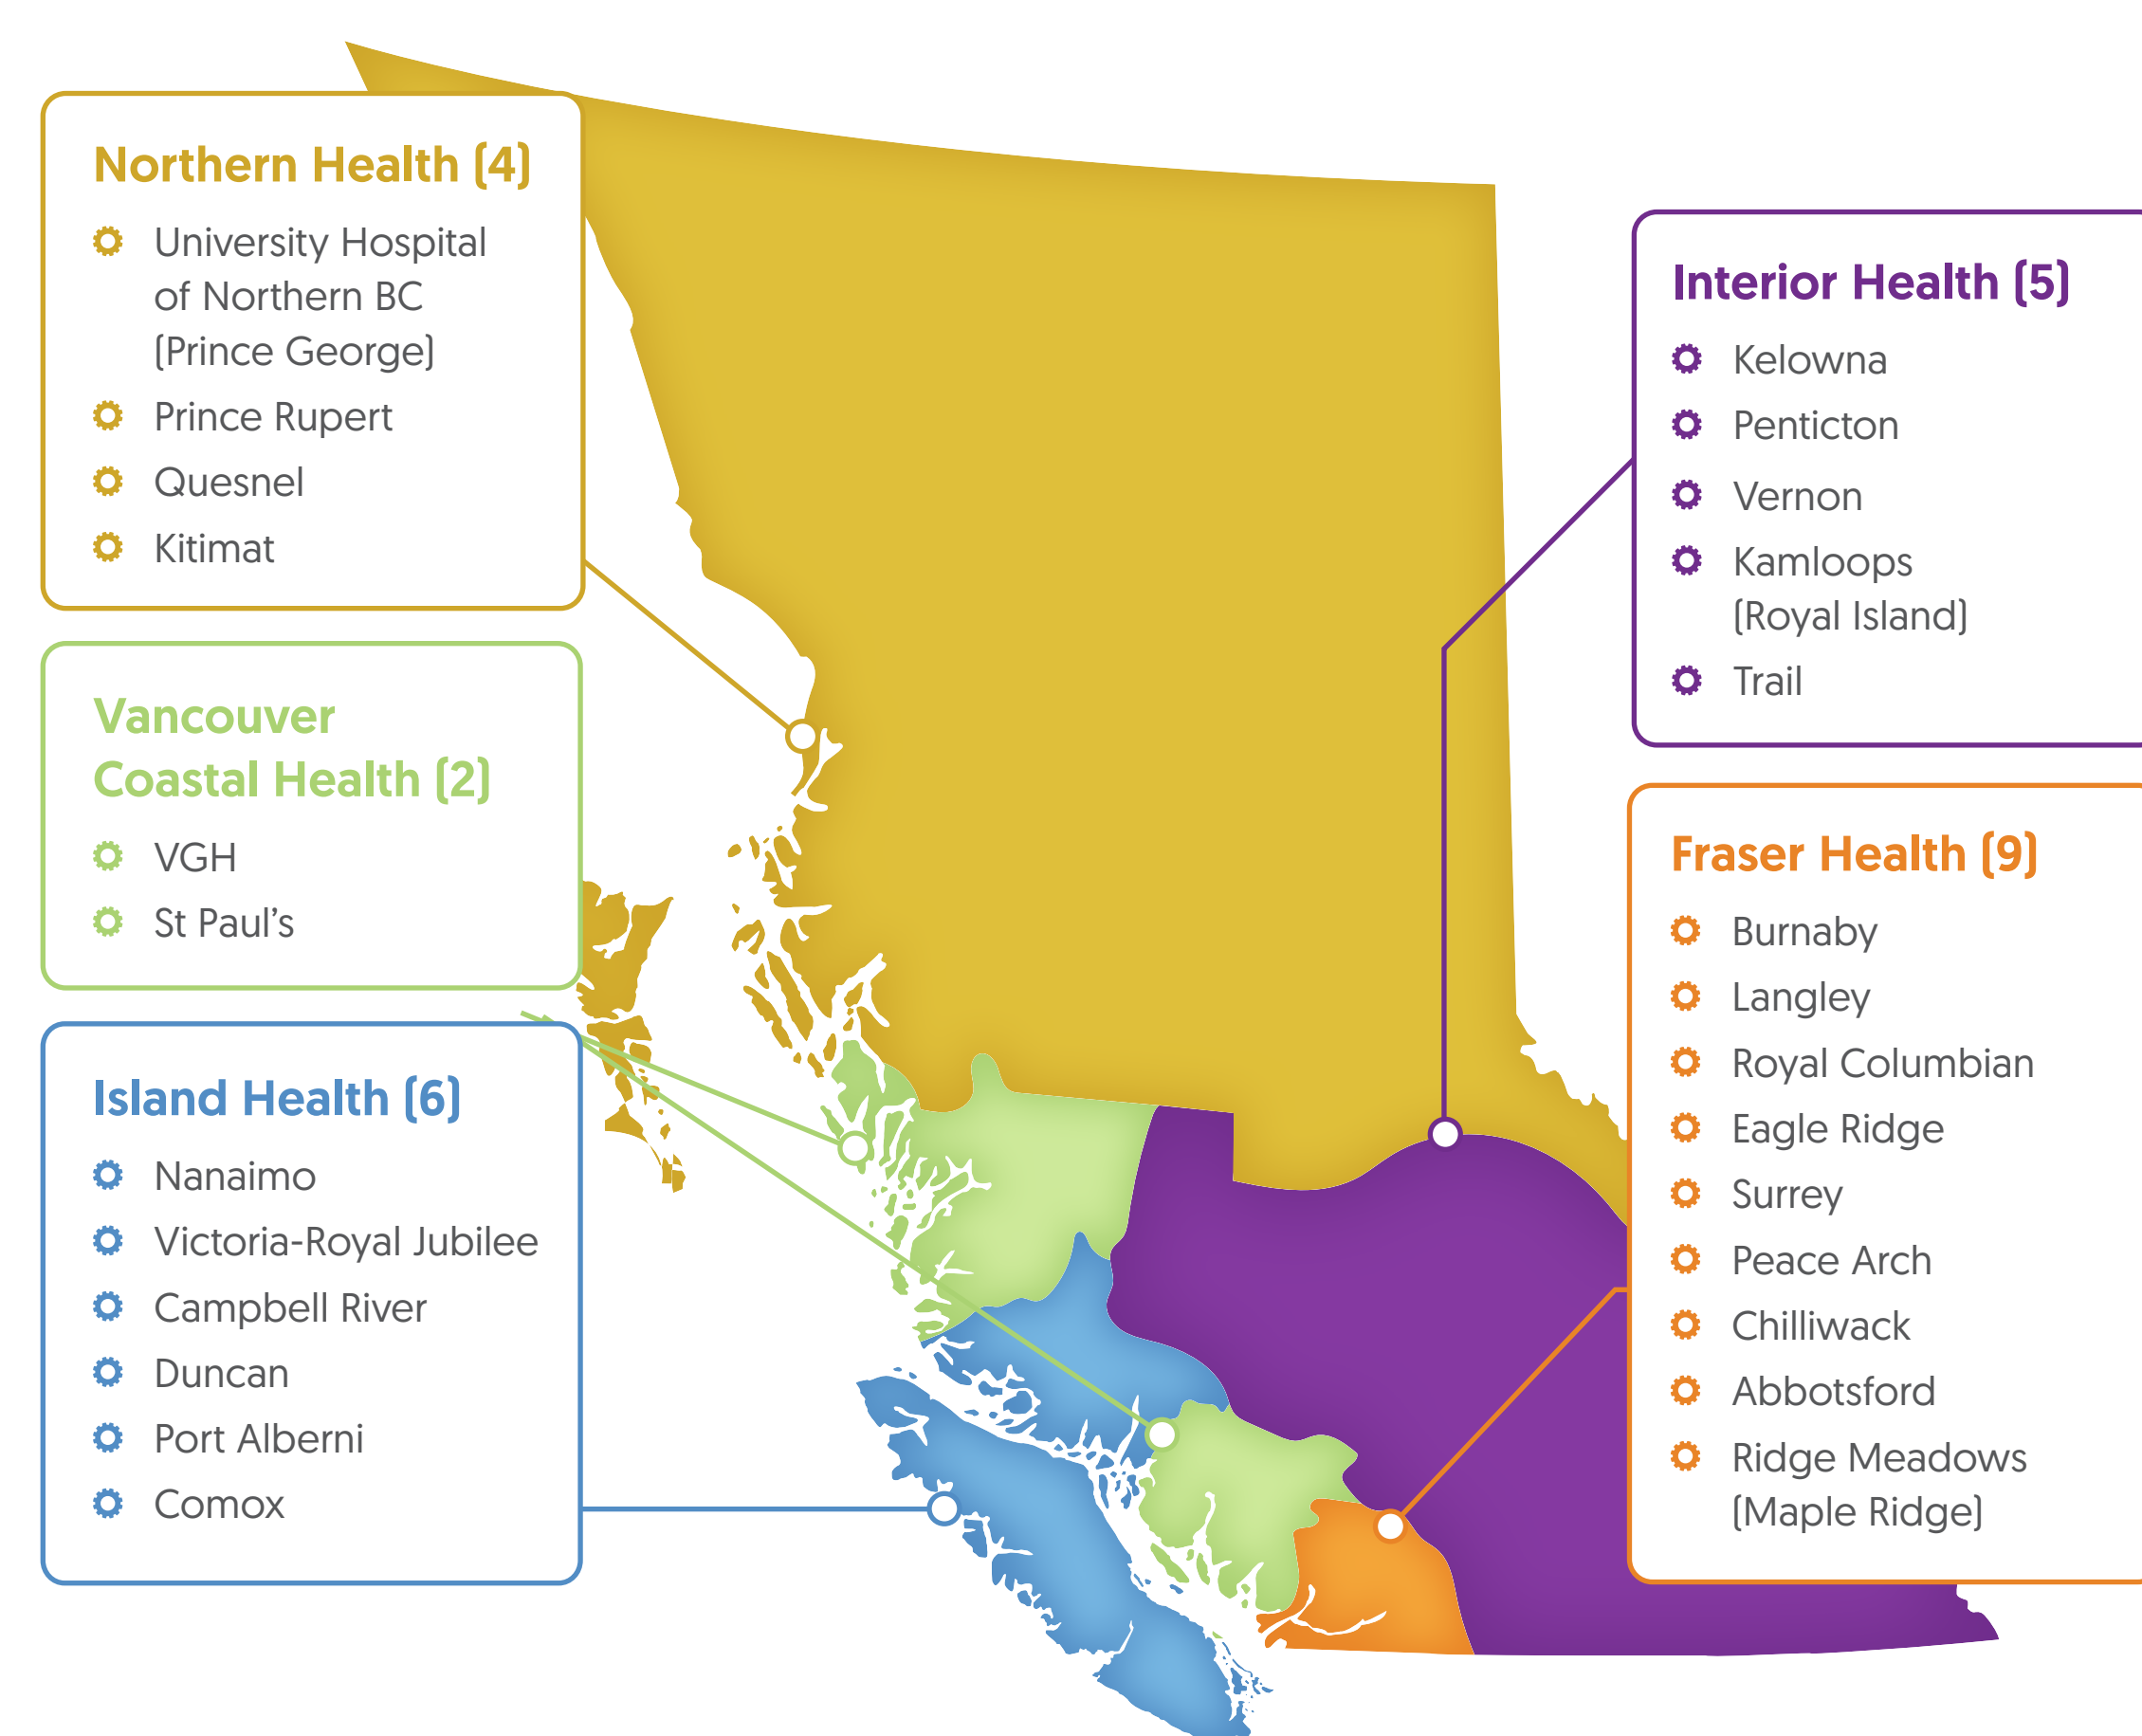 Northern Health (4)
University Hospital
of Northern BC
(Prince George)
Prince Rupert
Quesnel
Kitimat
Vancouver
Coastal Health (2)
VGH
St Paul’s
Island Health (6)
Nanaimo
Victoria-Royal Jubilee
Campbell River
Duncan
Port Alberni
Comox
Interior Health (5)
Kelowna
Penticton
Vernon
Kamloops
(Royal Island)
Trail
Fraser Health (9)
Burnaby
Langley
Royal Columbian
Eagle Ridge
Surrey
Peace Arch
Chilliwack
Abbotsford
Ridge Meadows
(Maple Ridge)